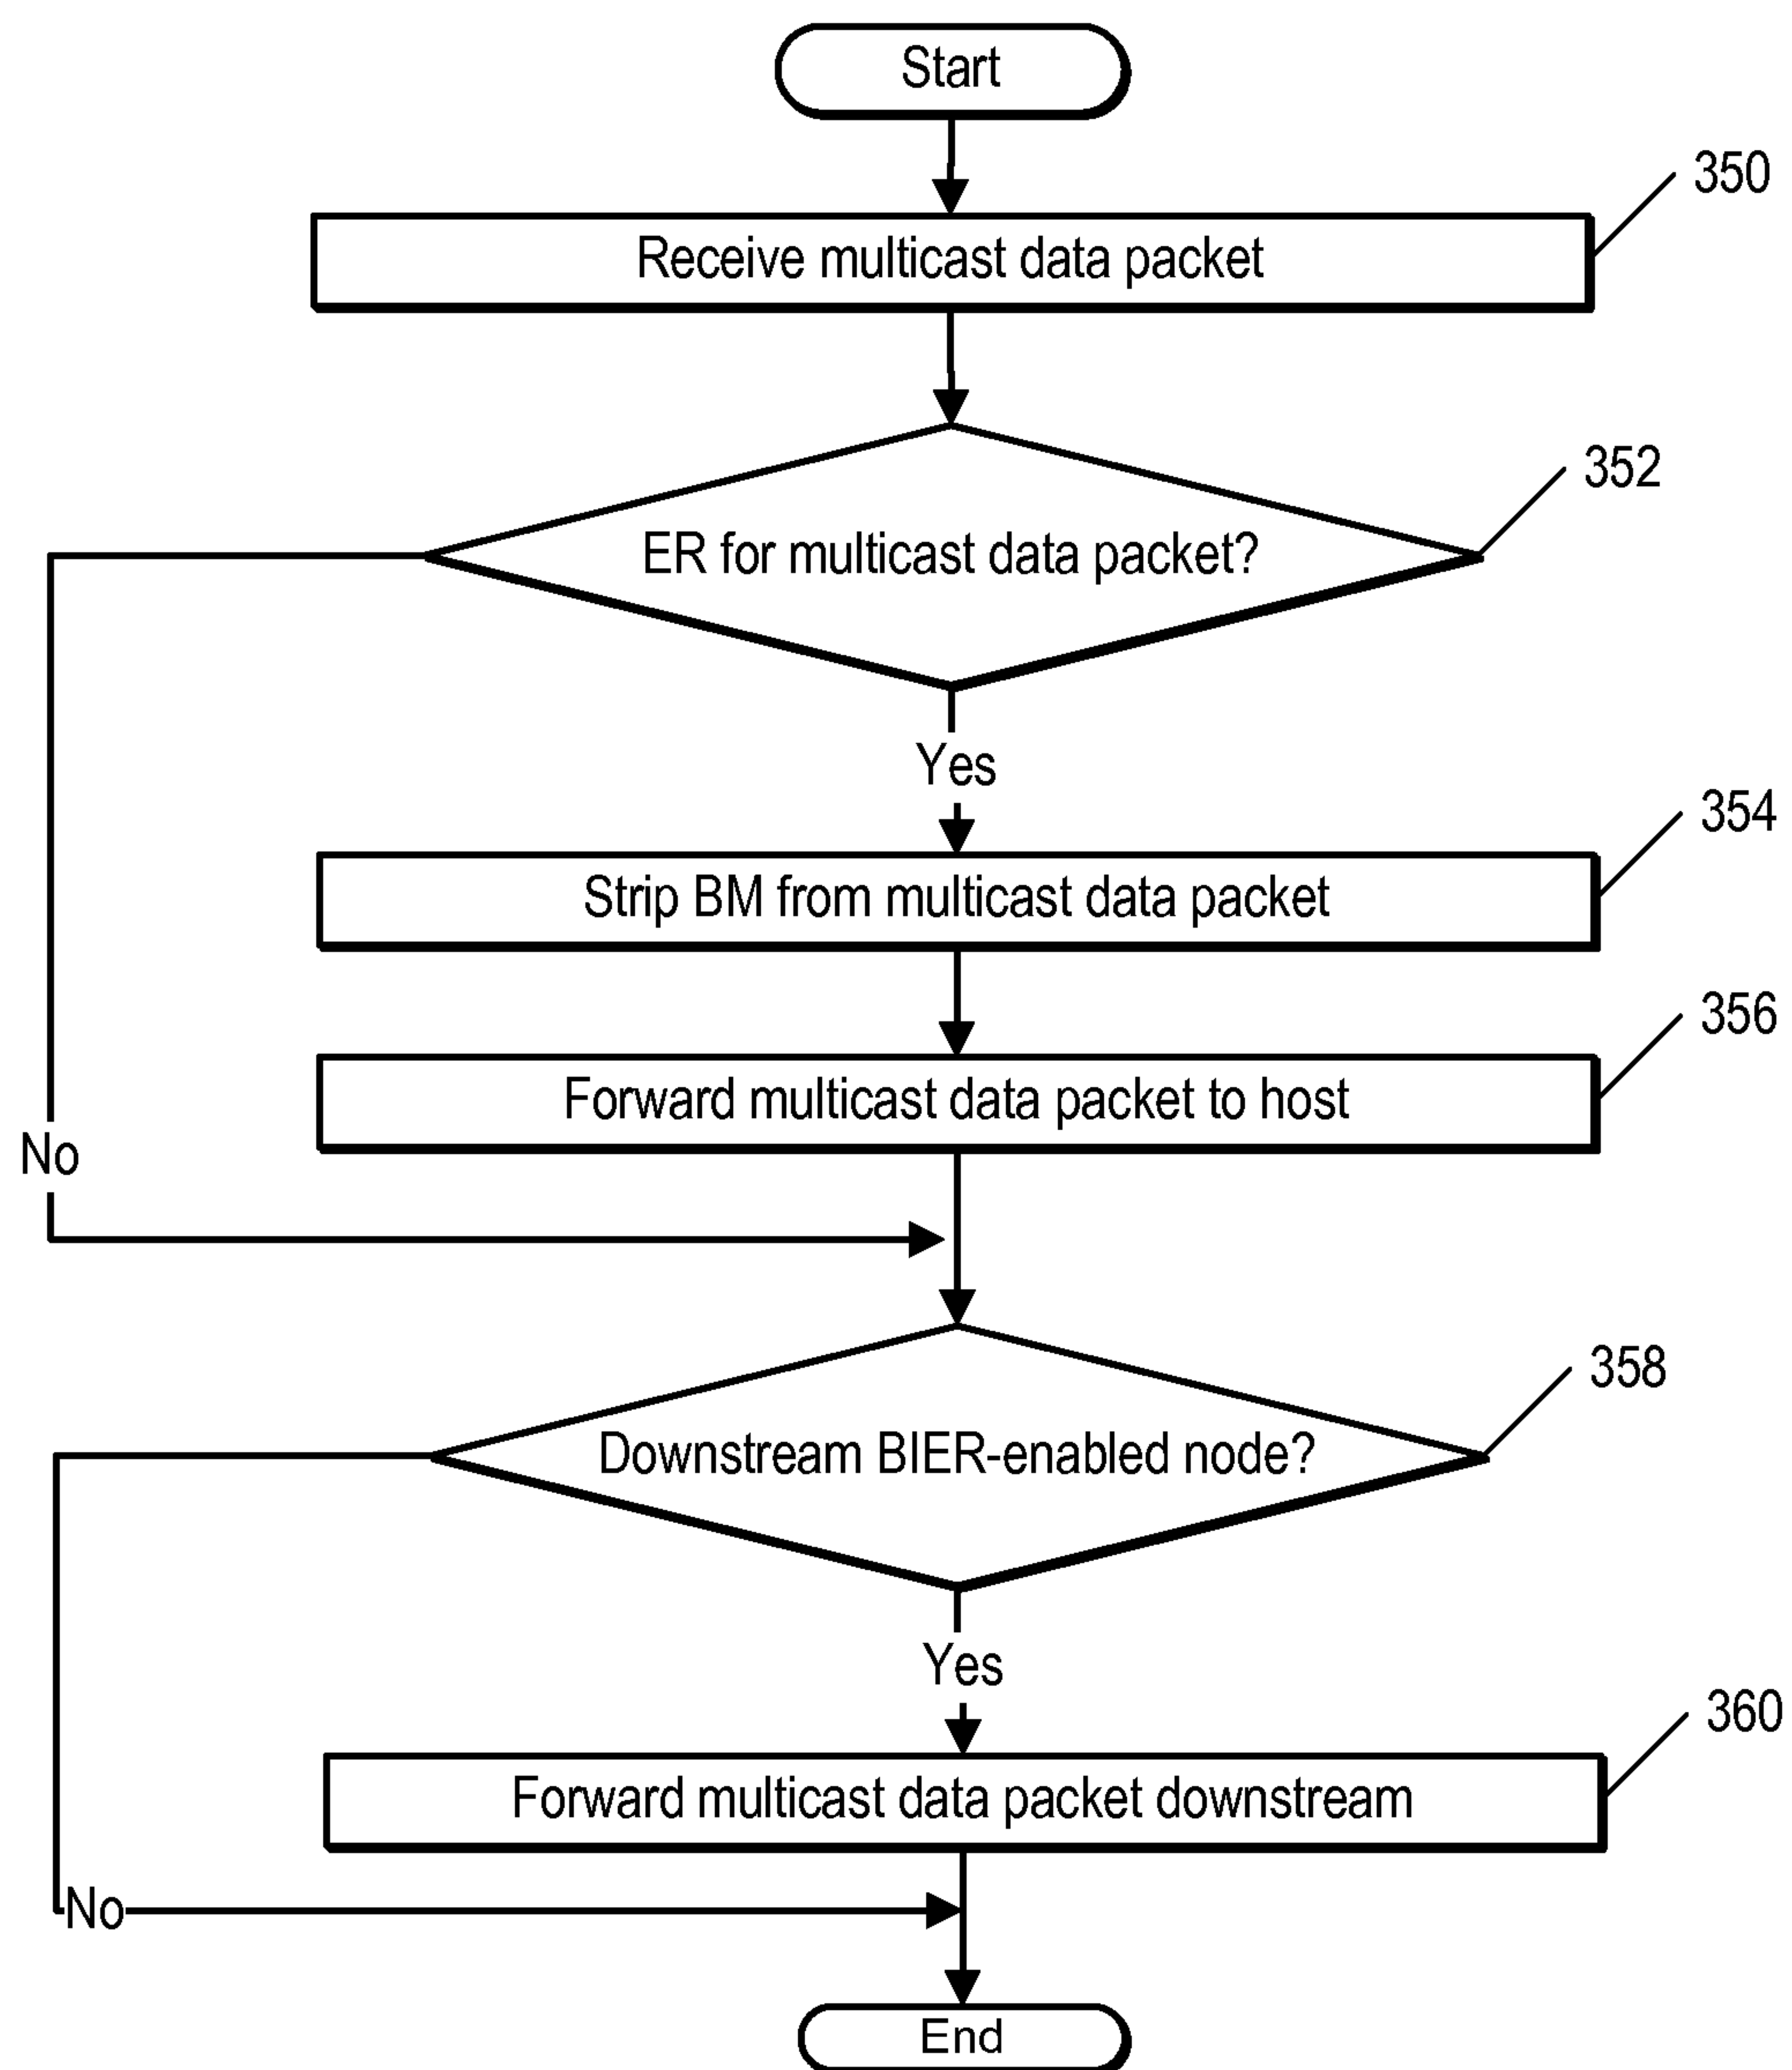 Start
350
Receive multicast data packet
352
ER for multicast data packet?
Yes
354
Strip BM from multicast data packet
356
Forward multicast data packet to host
No
358
Downstream BIER-enabled node?
Yes
360
Forward multicast data packet downstream
No
End